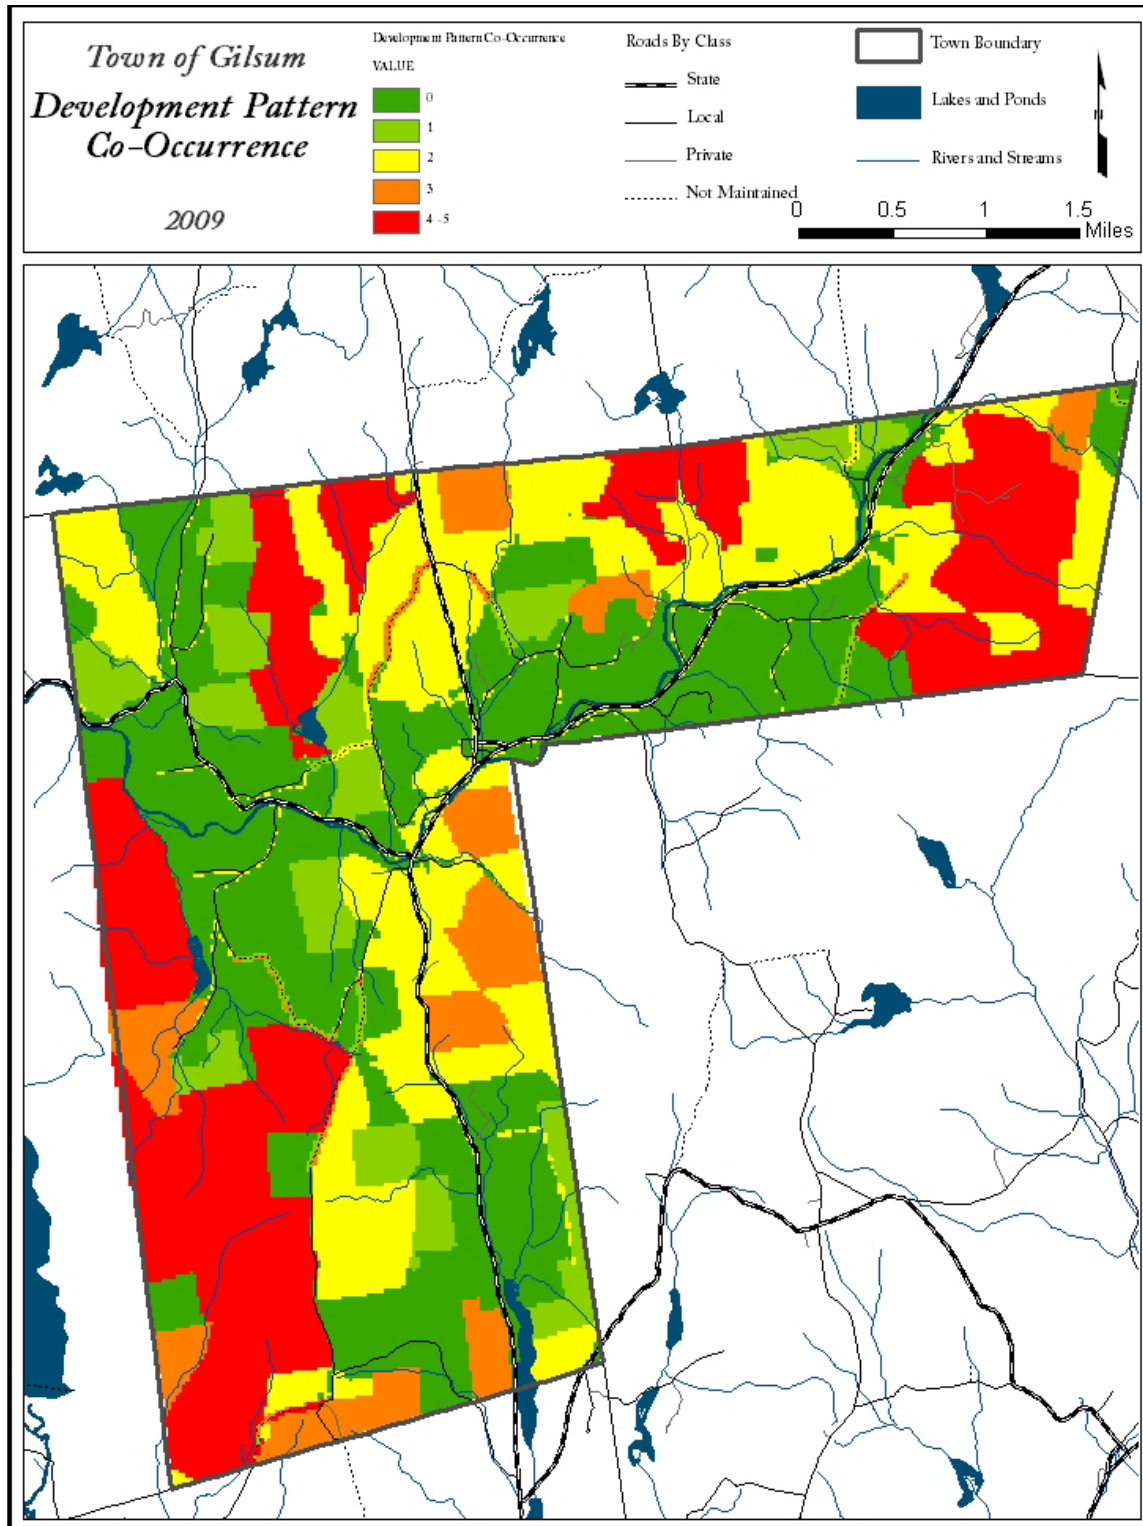 Town of Gilsum
Development Pattern
Co-Occurrence
2009
Development Pattern Co-Occurrence
VALUE
0
1
2
3
4 -5
Roads By Class
State
Local
Private
Not Maintained
Town Boundary
Lakes and Ponds
Rivers and Streams
N
0 0.5 1 1.5
Miles